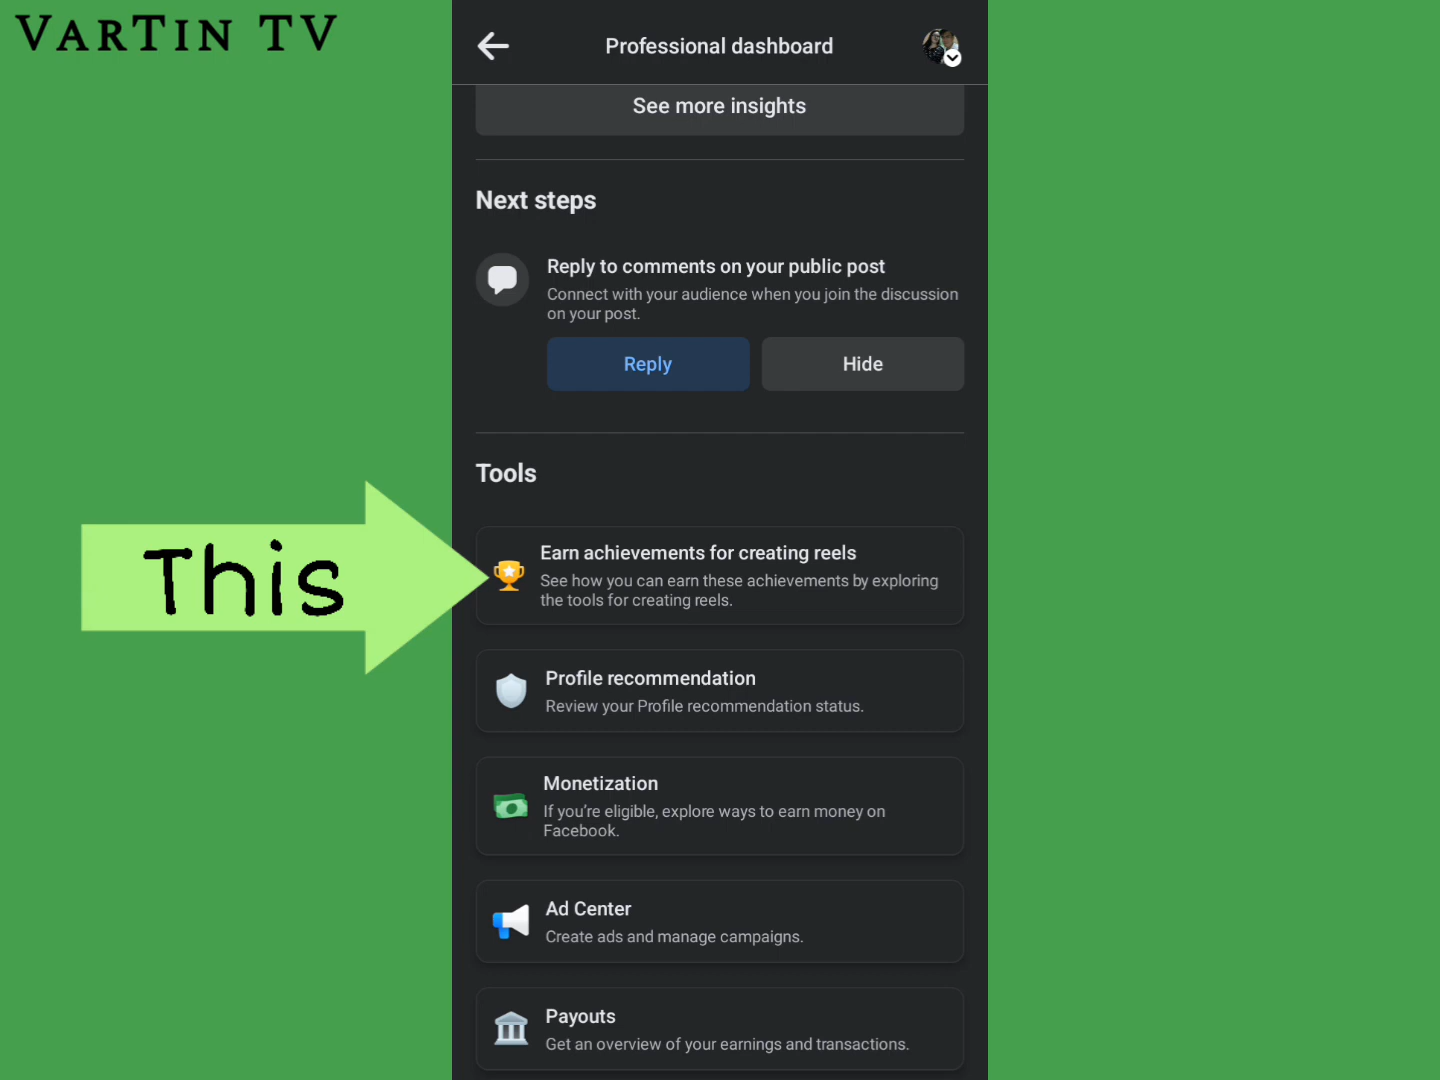 VARTIN TV
Professional dashboard
See more insights
Next steps
Reply to comments on your public post
Connect with your audience when you join the discussion
on your post.
Reply
Hide
Tools
This
Earn achievements for creating reels
See how you can earn these achievements by exploring
the tools for creating reels.
Profile recommendation
Review your Profile recommendation status.
Monetization
If you’re eligible, explore ways to earn money on
Facebook.
Ad Center
Create ads and manage campaigns.
Payouts
Get an overview of your earnings and transactions.